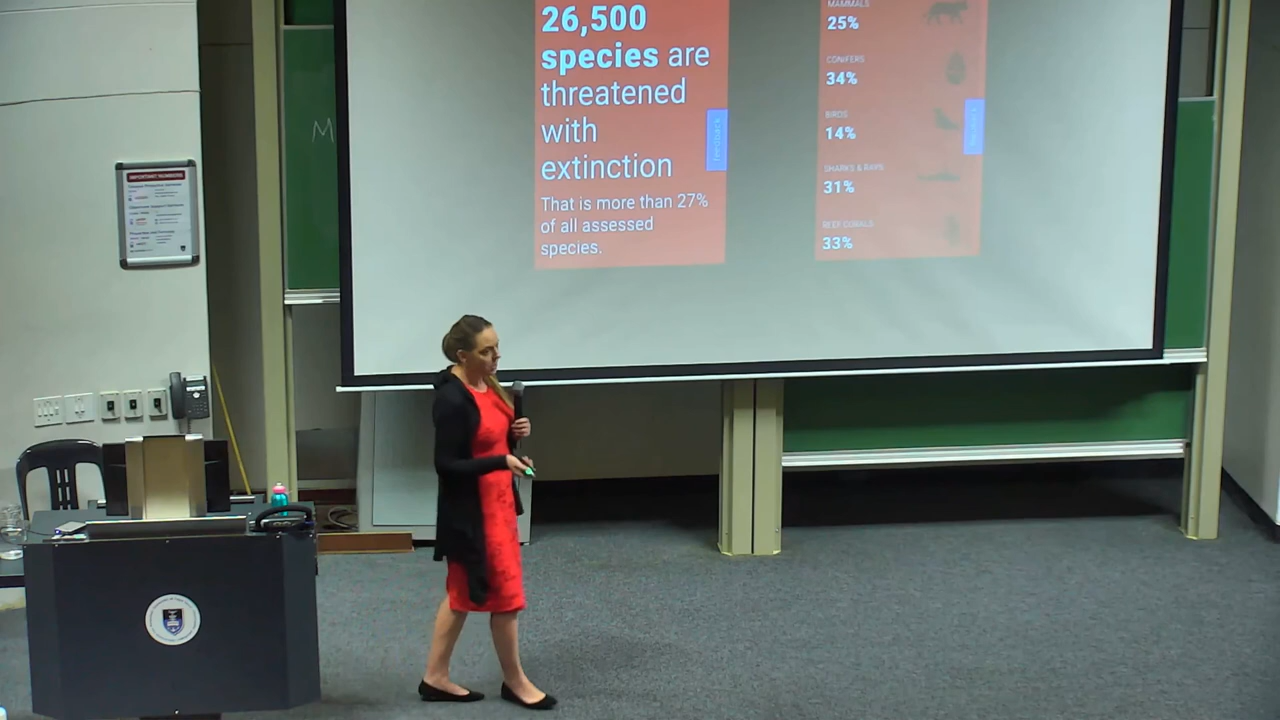 26,500
species are
threatened
with
extinction
That is more than 27%
of all assessed
species.
feedback
MAMMALS
25%
CONIFERS
34%
BIRDS
14%
SHARKS & RAYS
31%
REEF CORALS
33%
M
IMPORTANT NUMBERS